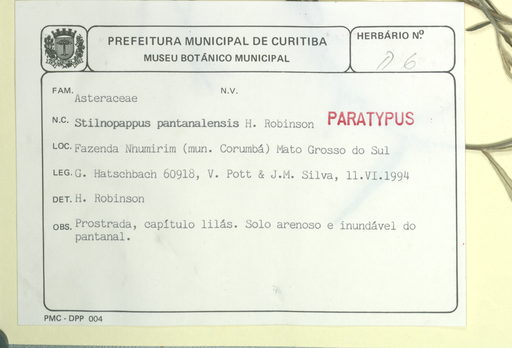 PREFEITURA MUNICIPAL DE CURITIBA
MUSEU BOTÁNICO MUNICIPAL
HERBÁRIO Nº
FAM. Asteraceae N.V.
N.C. Stilnopappus pantanalensis H. Robinson PARATYPUS
LOC. Fazenda Nhumirim (mun. Corumbá) Mato Grosso do Sul
LEG. G. Hatschbach 60918, V. Pott & J.M. Silva, 11.VI.1994
DET. H. Robinson
OBS. Prostrada, capítulo lilás. Solo arenoso e inundável do
pantanal.
PMC - DPP 004